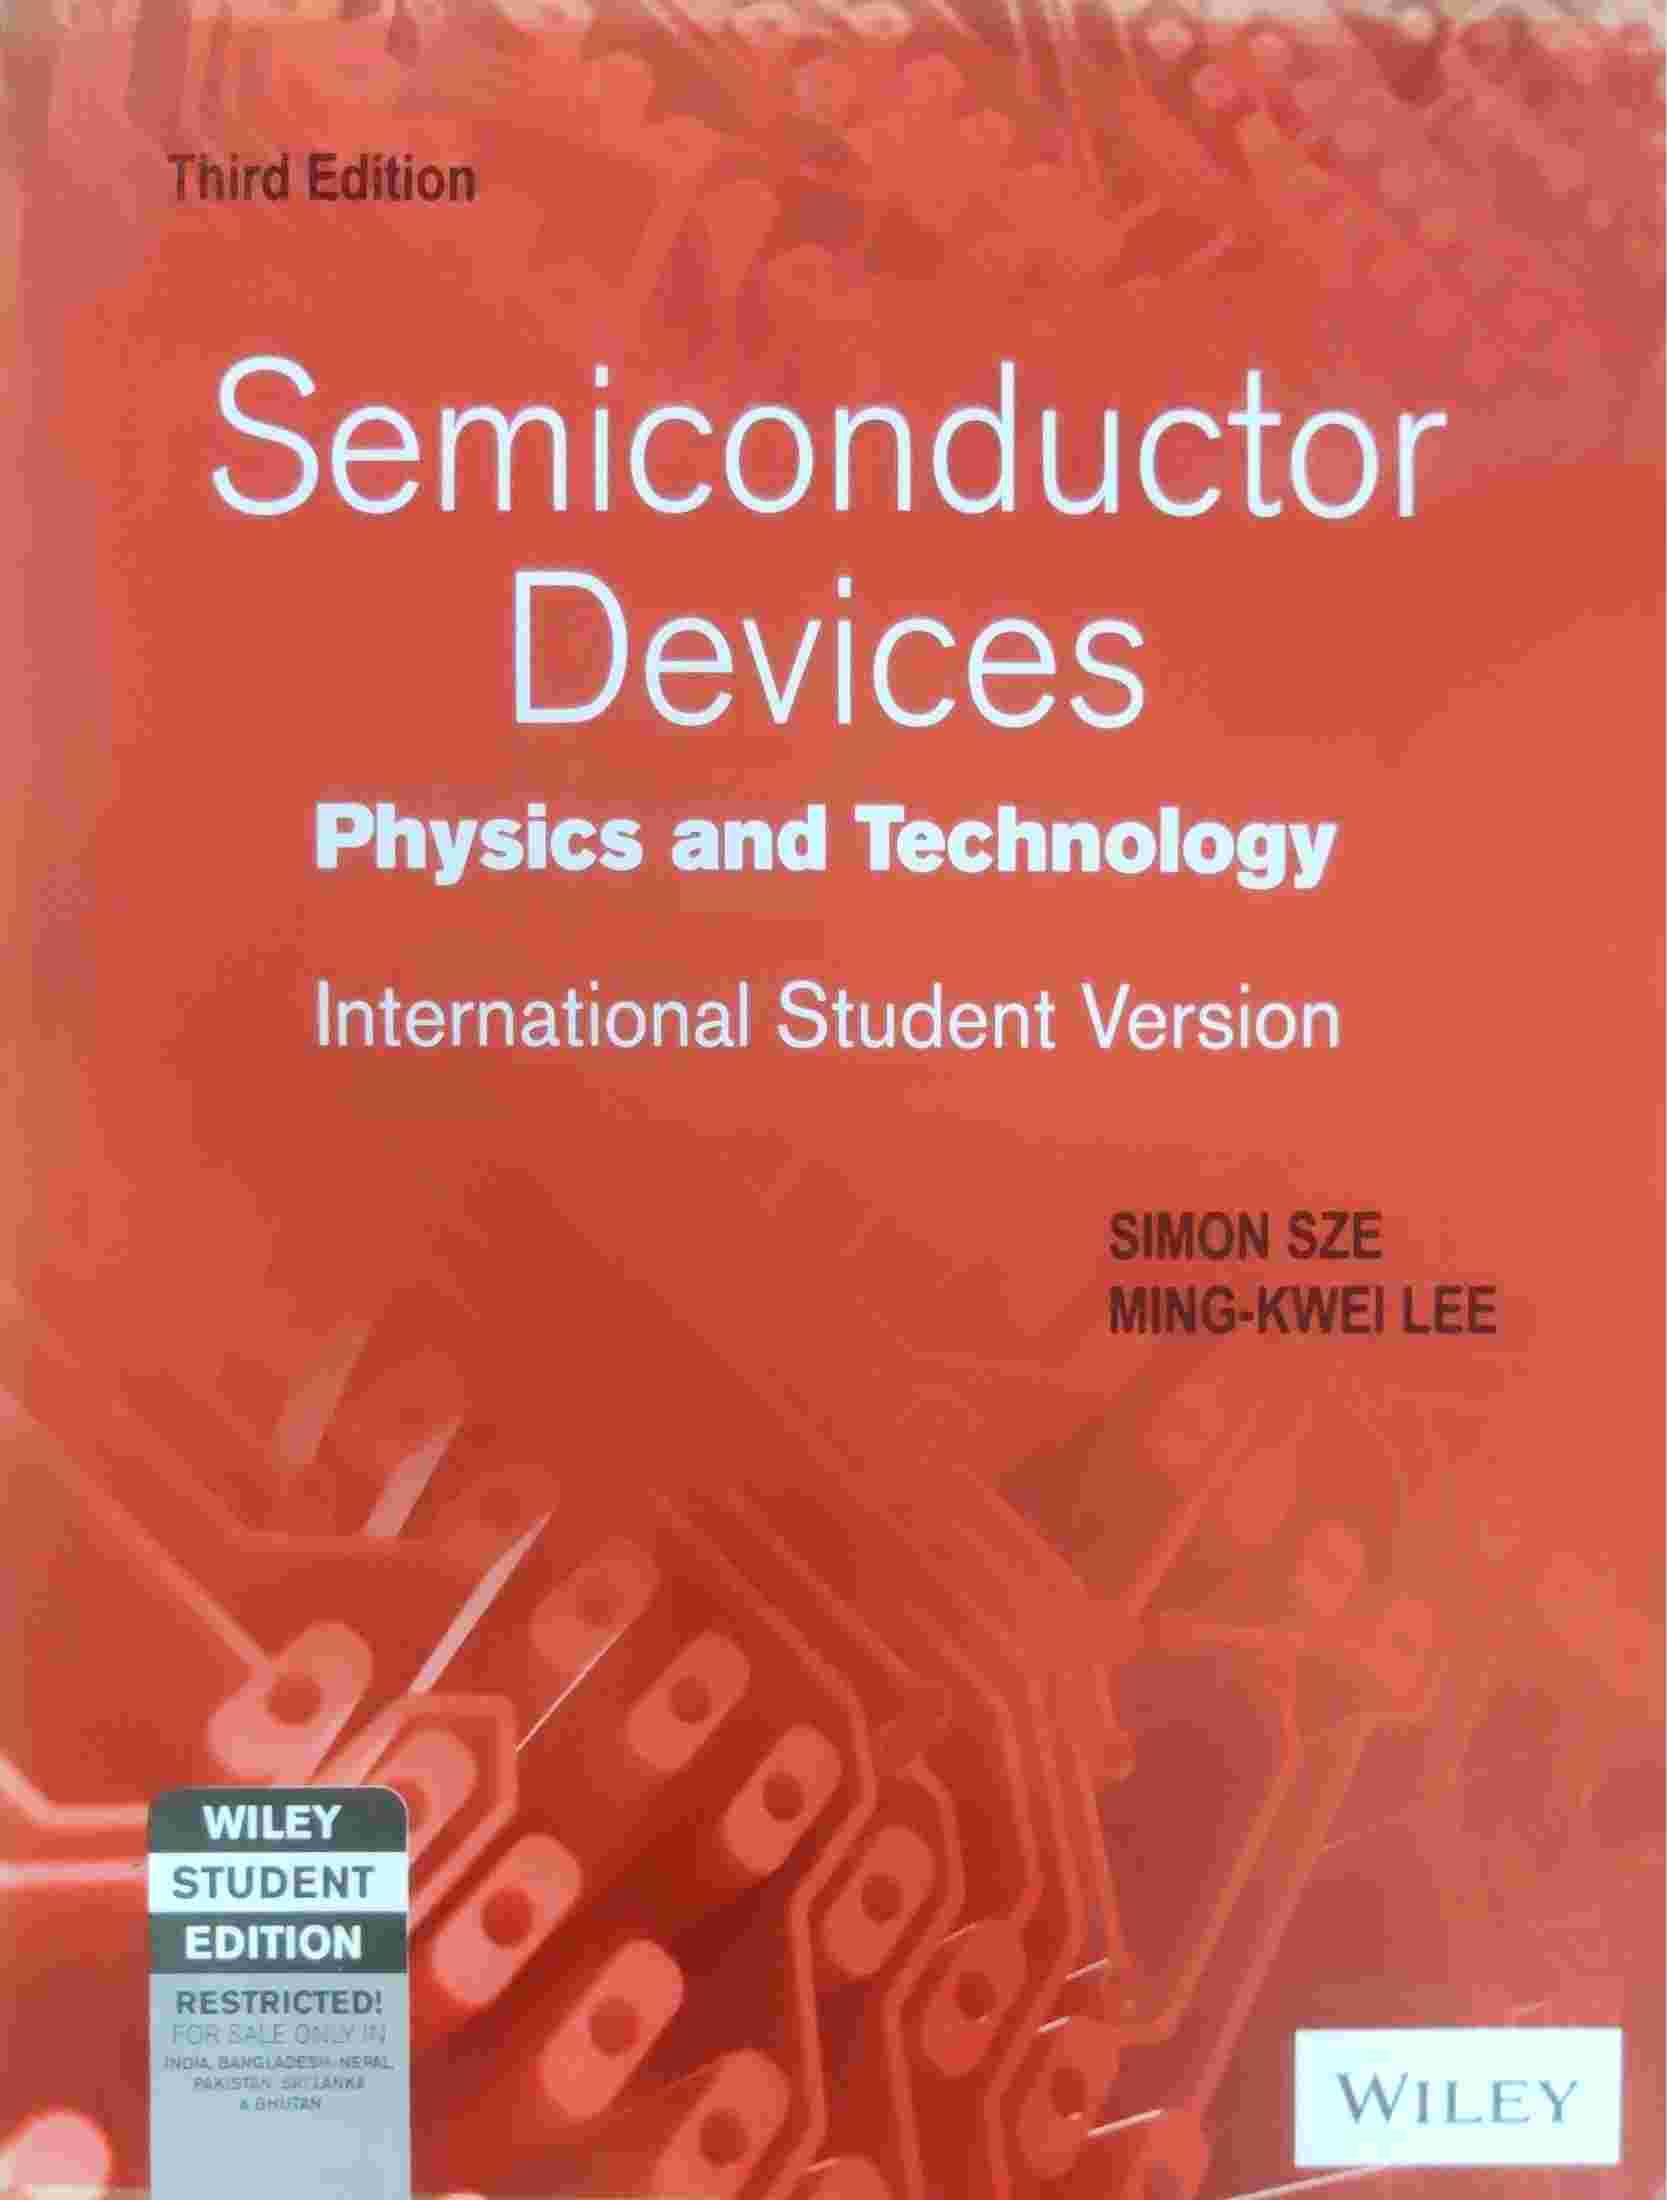 Third Edition
Semiconductor
Devices
Physics and Technology
International Student Version
SIMON SZE
MING-KWEI LEE
WILEY
STUDENT
EDITION
RESTRICTED!
FOR SALE ONLY IN
INDIA, BANGLADESH, NEPAL,
PAKISTAN, SRI LANKA
& BHUTAN
WILEY